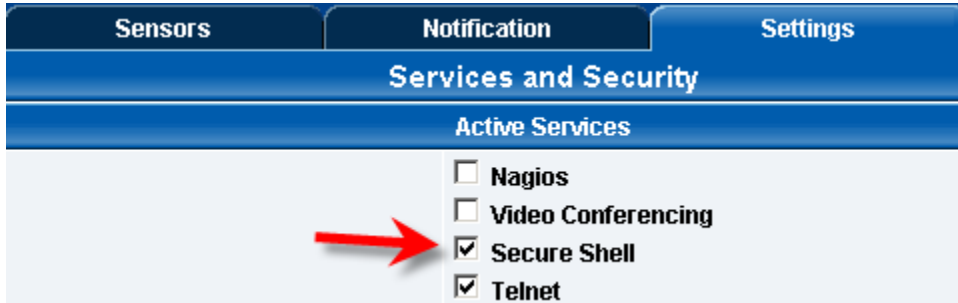 Sensors Notification Settings
Services and Security
Active Services
Nagios
Video Conferencing
Secure Shell
Telnet